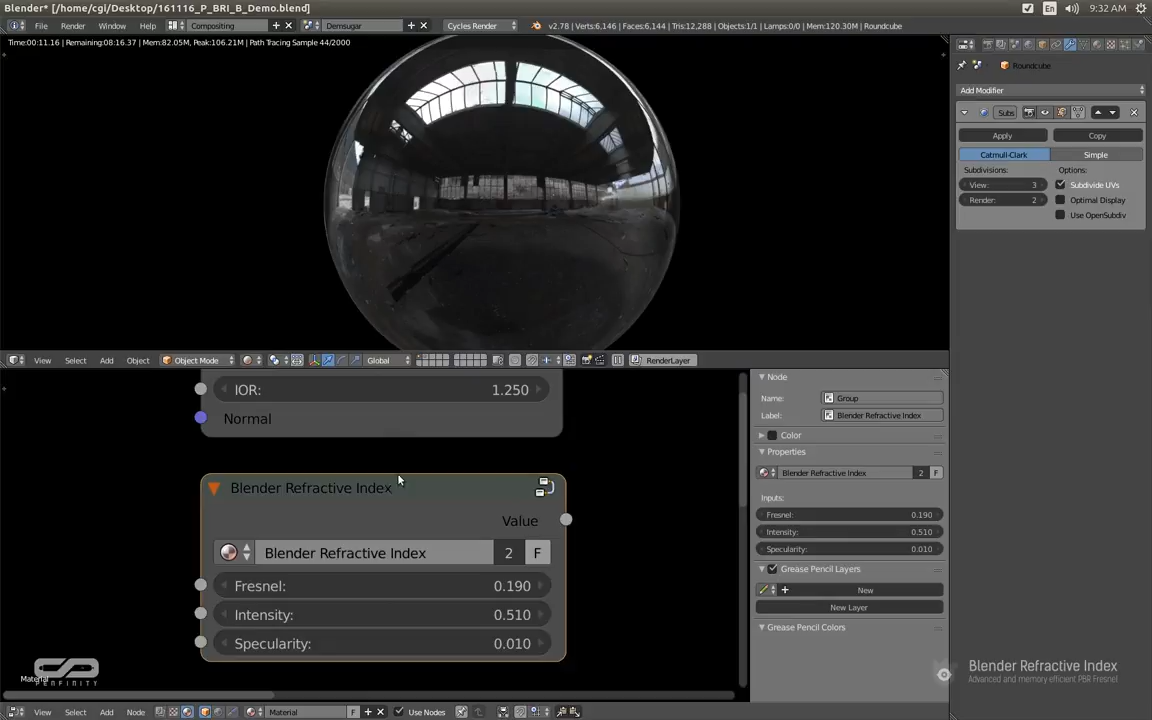 Blender* [/home/cgi/Desktop/161116_P_BRI_B_Demo.blend]
En 9:32 AM
File Render Window Help Compositing Demsugar Cycles Render v2.78 | Verts:6,146 | Faces:6,144 | Tris:12,288 | Objects:1/1 | Lamps:0/0 | Mem:120.30M | Roundcube
Time:00:11.16 | Remaining:08:16.37 | Mem:82.05M, Peak:106.21M | Path Tracing Sample 44/2000
Roundcube
Add Modifier
Subs
Apply Copy
Catmull-Clark Simple
Subdivisions: Options:
View: 3 Subdivide UVs
Render: 2 Optimal Display
Use OpenSubdiv
View Select Add Object Object Mode Global RenderLayer
IOR: 1.250
Normal
Blender Refractive Index
Value
Blender Refractive Index 2 F
Fresnel: 0.190
Intensity: 0.510
Specularity: 0.010
Node
Name: Group
Label: Blender Refractive Index
Color
Properties
Blender Refractive Index 2 F
Inputs:
Fresnel: 0.190
Intensity: 0.510
Specularity: 0.010
Grease Pencil Layers
New
New Layer
Grease Pencil Colors
Blender Refractive Index
Advanced and memory efficient PBR Fresnel
PENFINITY
Material
View Select Add Node Material F Use Nodes